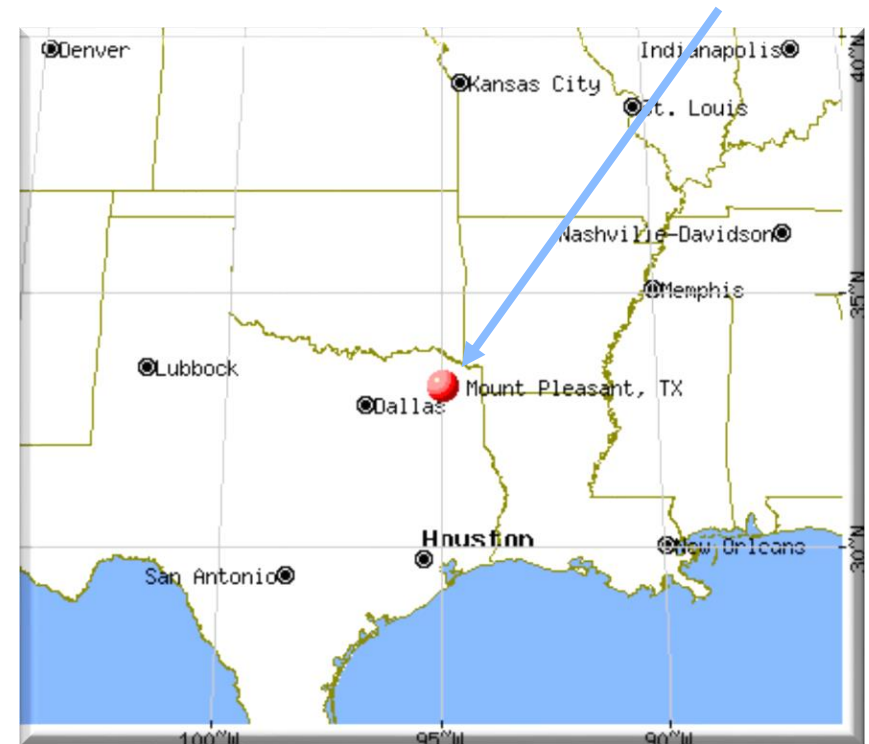 Denver
Indianapolis
40°N
Kansas City
St. Louis
Nashville-Davidson
Memphis
35°N
Lubbock
Mount Pleasant, TX
Dallas
Houston
New Orleans
30°N
San Antonio
100°W
95°W
90°W